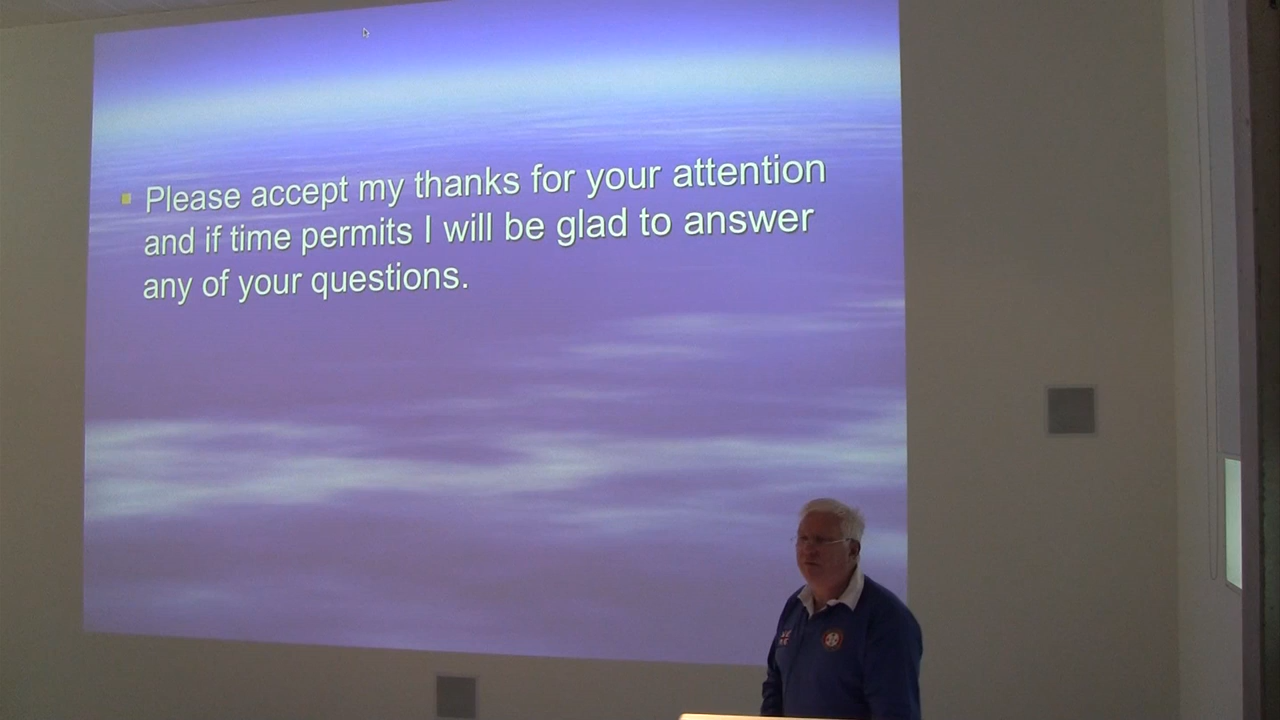 Please accept my thanks for your attention
and if time permits I will be glad to answer
any of your questions.